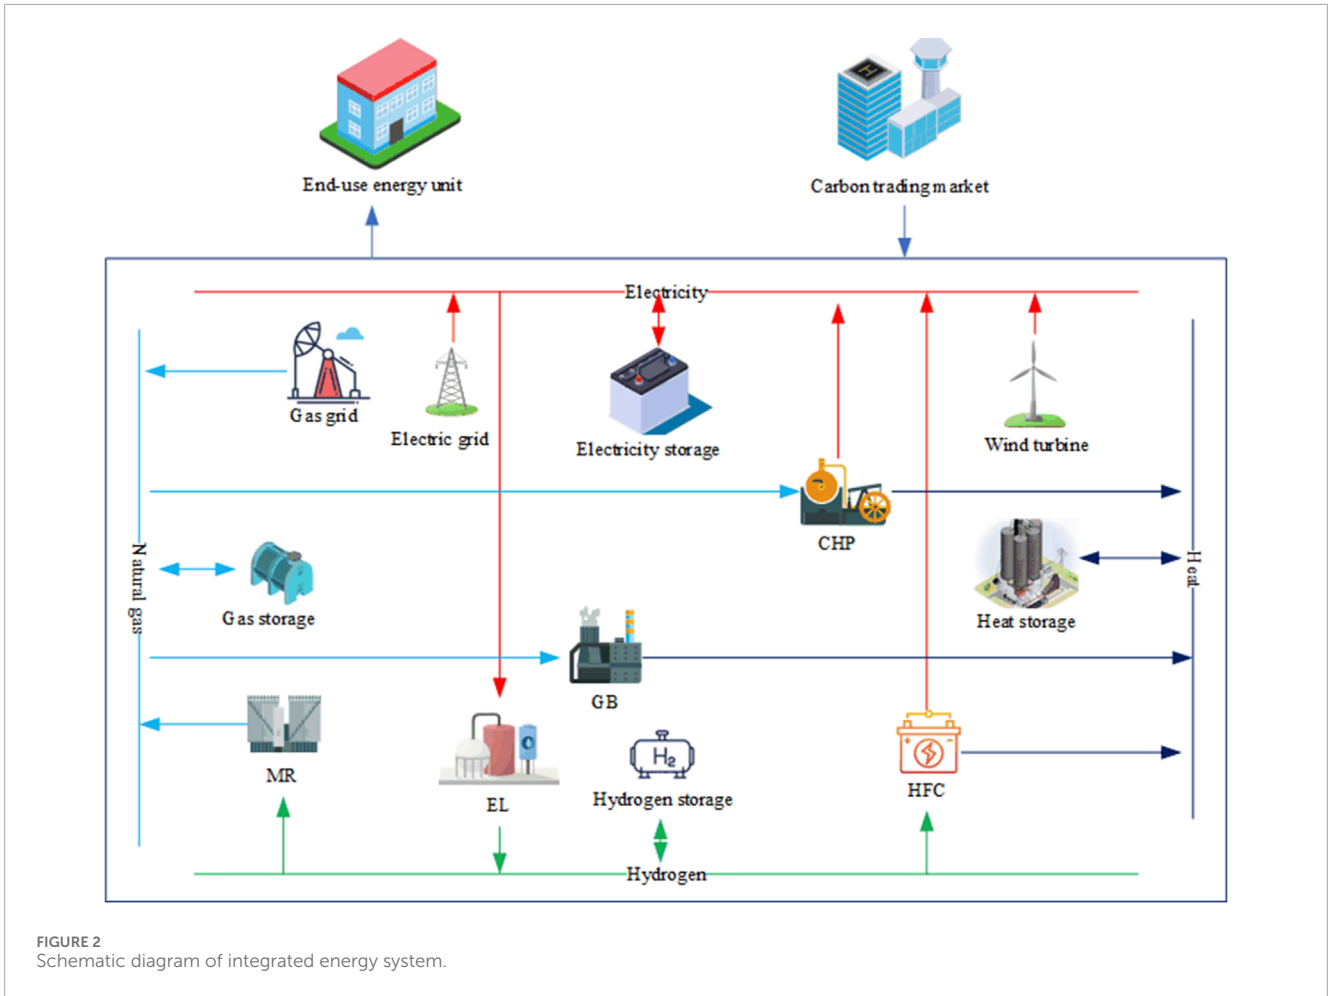 End-use energy unit
Carbon trading market
Electricity
Gas grid
Electric grid
Electricity storage
Wind turbine
CHP
Natural gas
Heat
Gas storage
Heat storage
GB
MR
EL
H₂
Hydrogen storage
HFC
Hydrogen
FIGURE 2
Schematic diagram of integrated energy system.